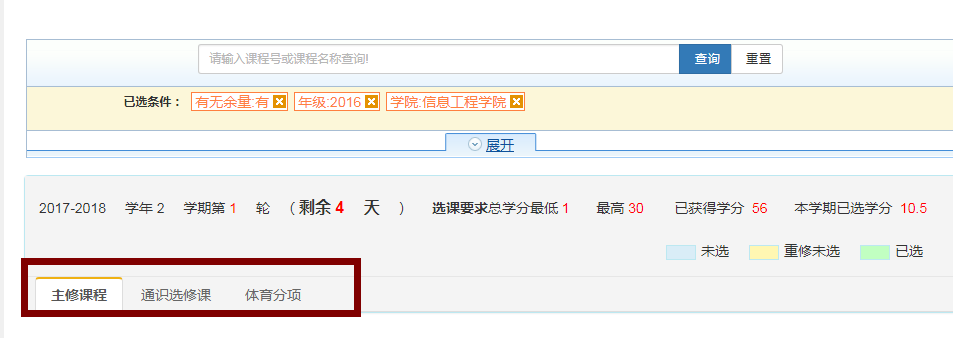 请输入课程号或课程名称查询! 查询 重置
已选条件： 有无余量:有 年级:2016 学院:信息工程学院
展开
2017-2018 学年 2 学期第 1 轮 （剩余 4 天 ） 选课要求总学分最低 1 最高 30 已获得学分 56 本学期已选学分 10.5
未选 重修未选 已选
主修课程 通识选修课 体育分项